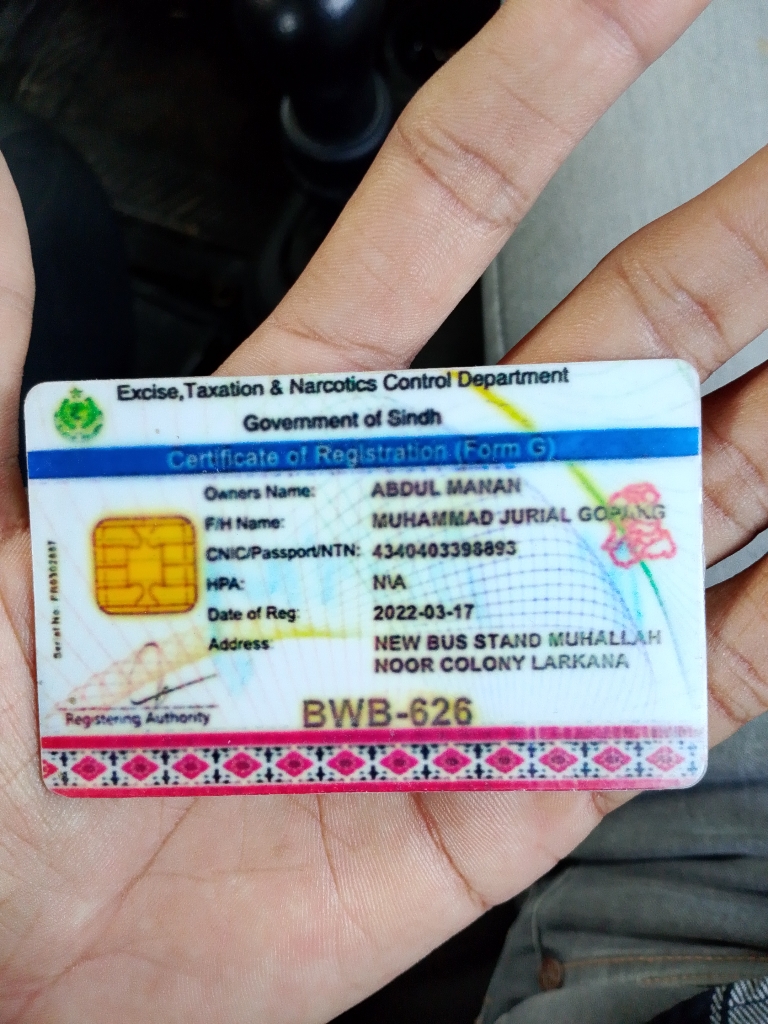 Excise,Taxation & Narcotics Control Department
Government of Sindh
Certificate of Registration (Form G)
Owners Name: ABDUL MANAN
F/H Name: MUHAMMAD JURIAL GOPANG
CNIC/Passport/NTN: 4340403398893
HPA: N\A
Date of Reg: 2022-03-17
Address: NEW BUS STAND MUHALLAH
NOOR COLONY LARKANA
Serial No.
Registering Authority
BWB-626